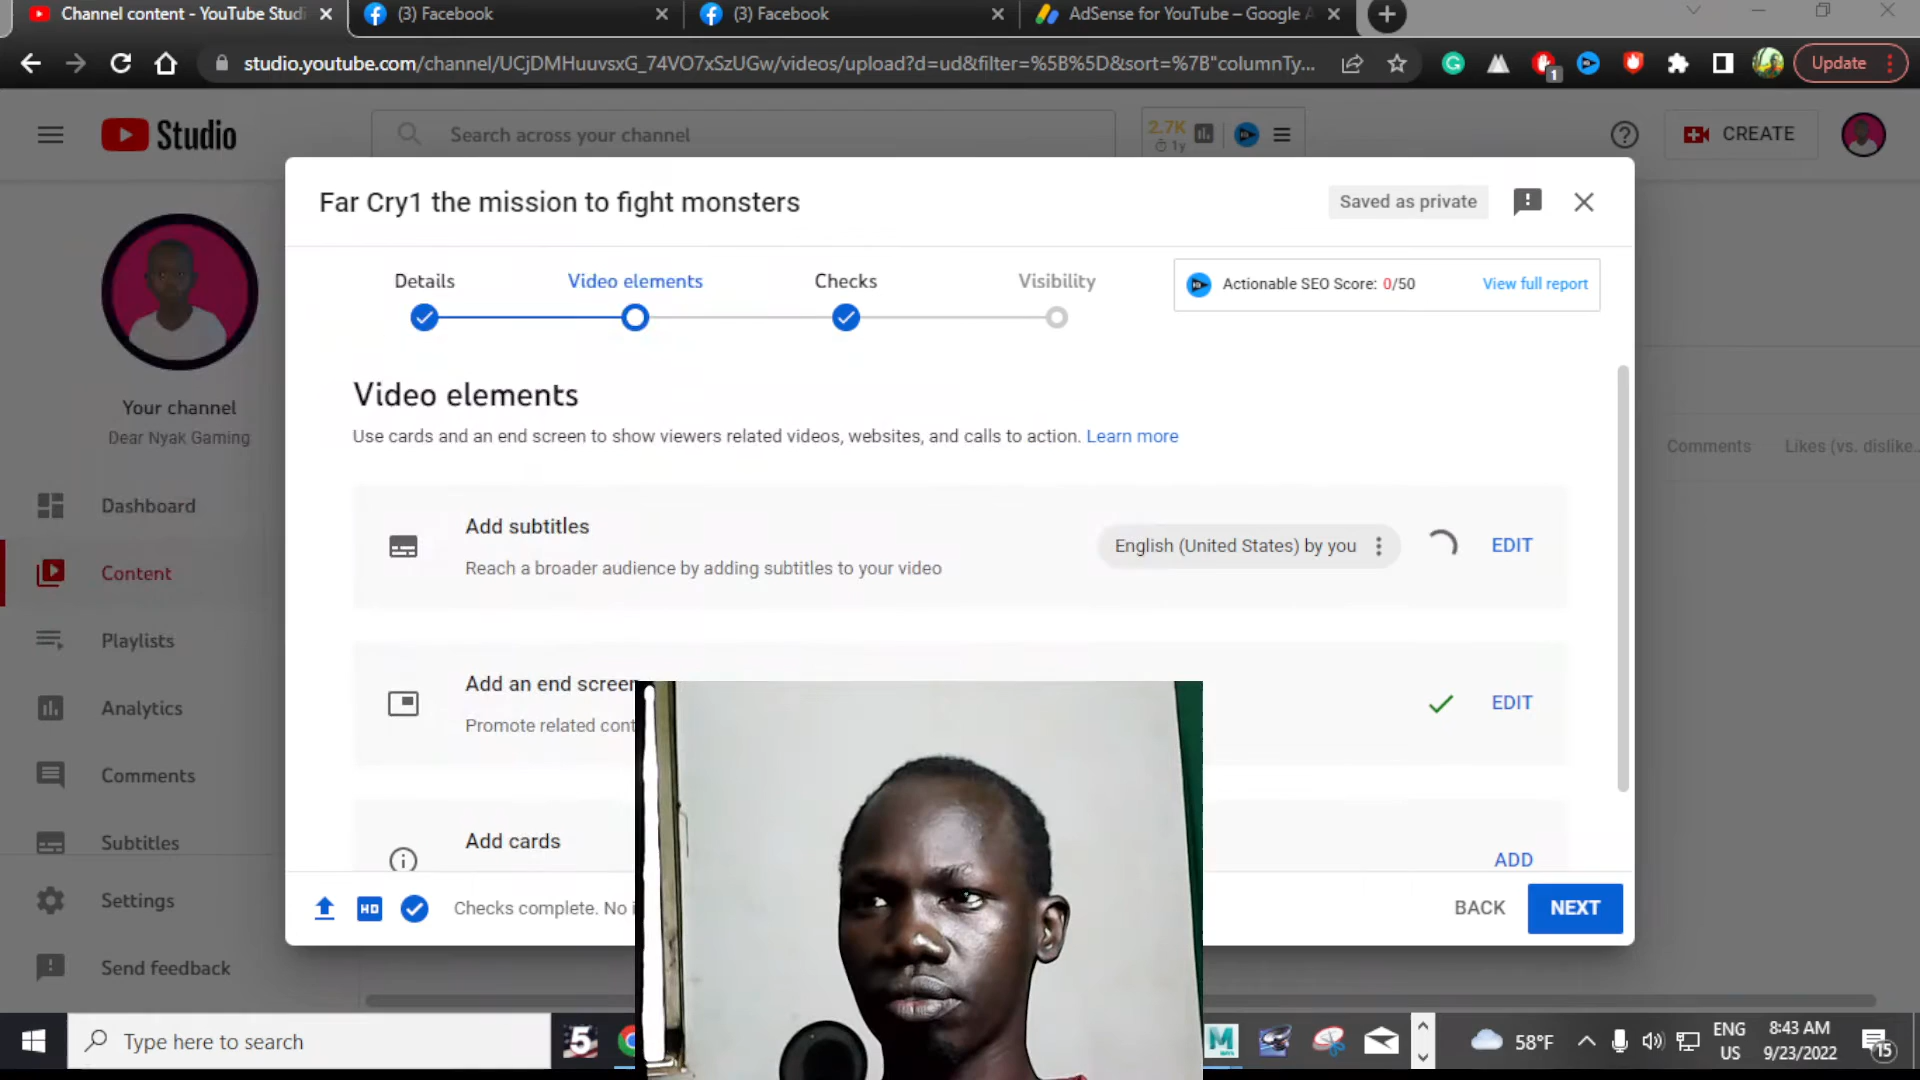 Channel content - YouTube Studi
(3) Facebook
(3) Facebook
AdSense for YouTube – Google A
studio.youtube.com/channel/UCjDMHuuvsxG_74VO7xSzUGw/videos/upload?d=ud&filter=%5B%5D&sort=%7B"columnTy...
1
Update
Studio
Search across your channel
2.7K
1y
CREATE
Far Cry1 the mission to fight monsters
Saved as private
Details
Video elements
Checks
Visibility
Actionable SEO Score: 0/50
View full report
Your channel
Dear Nyak Gaming
Video elements
Use cards and an end screen to show viewers related videos, websites, and calls to action. Learn more
Comments
Likes (vs. dislike...
Dashboard
Content
Playlists
Analytics
Comments
Subtitles
Settings
Send feedback
Add subtitles
Reach a broader audience by adding subtitles to your video
English (United States) by you
EDIT
Add an end screen
Promote related cont
EDIT
Add cards
ADD
HD
Checks complete. No i
BACK
NEXT
Type here to search
5
M
58°F
ENG
US
8:43 AM
9/23/2022
15